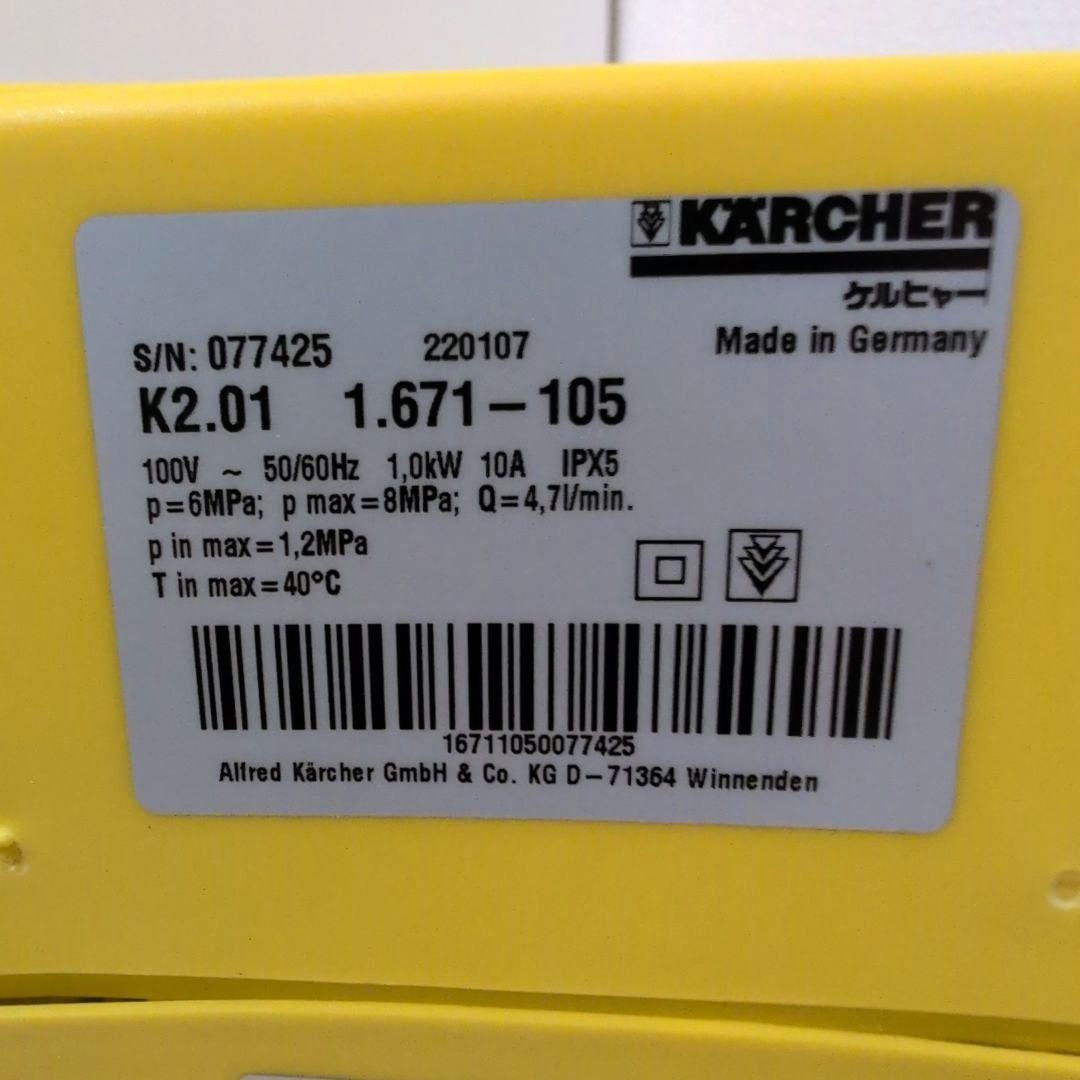 KÄRCHER
ケルヒャー
Made in Germany
S/N: 077425 220107
K2.01 1.671-105
100V ~ 50/60Hz 1,0kW 10A IPX5
p=6MPa; p max=8MPa; Q=4,7l/min.
p in max=1,2MPa
T in max=40°C
16711050077425
Alfred Kärcher GmbH & Co. KG D-71364 Winnenden